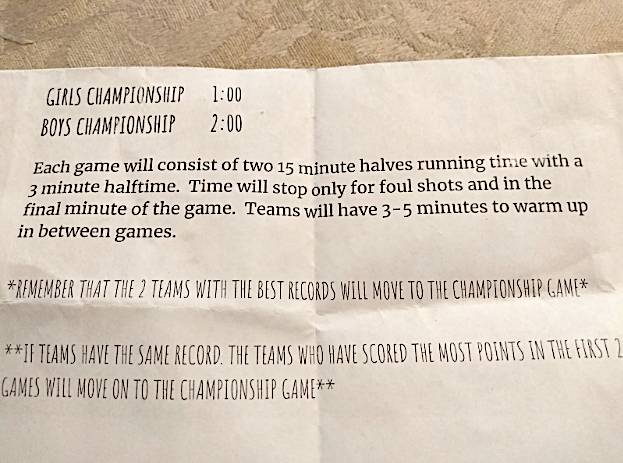 GIRLS CHAMPIONSHIP 1:00
BOYS CHAMPIONSHIP 2:00
Each game will consist of two 15 minute halves running time with a
3 minute halftime. Time will stop only for foul shots and in the
final minute of the game. Teams will have 3-5 minutes to warm up
in between games.
*REMEMBER THAT THE 2 TEAMS WITH THE BEST RECORDS WILL MOVE TO THE CHAMPIONSHIP GAME*
**IF TEAMS HAVE THE SAME RECORD. THE TEAMS WHO HAVE SCORED THE MOST POINTS IN THE FIRST 2
GAMES WILL MOVE ON TO THE CHAMPIONSHIP GAME**